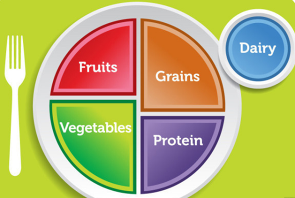 Fruits
Grains
Dairy
Vegetables
Protein